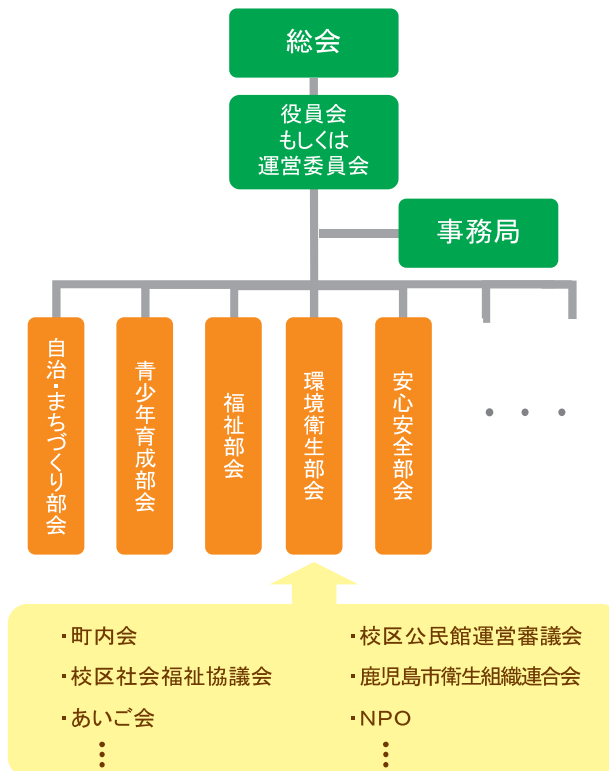 総会
役員会
もしくは
運営委員会
事務局
自治・まちづくり部会
青少年育成部会
福祉部会
環境衛生部会
安心安全部会
・・・
・町内会
・校区社会福祉協議会
・あいご会
・校区公民館運営審議会
・鹿児島市衛生組織連合会
・NPO